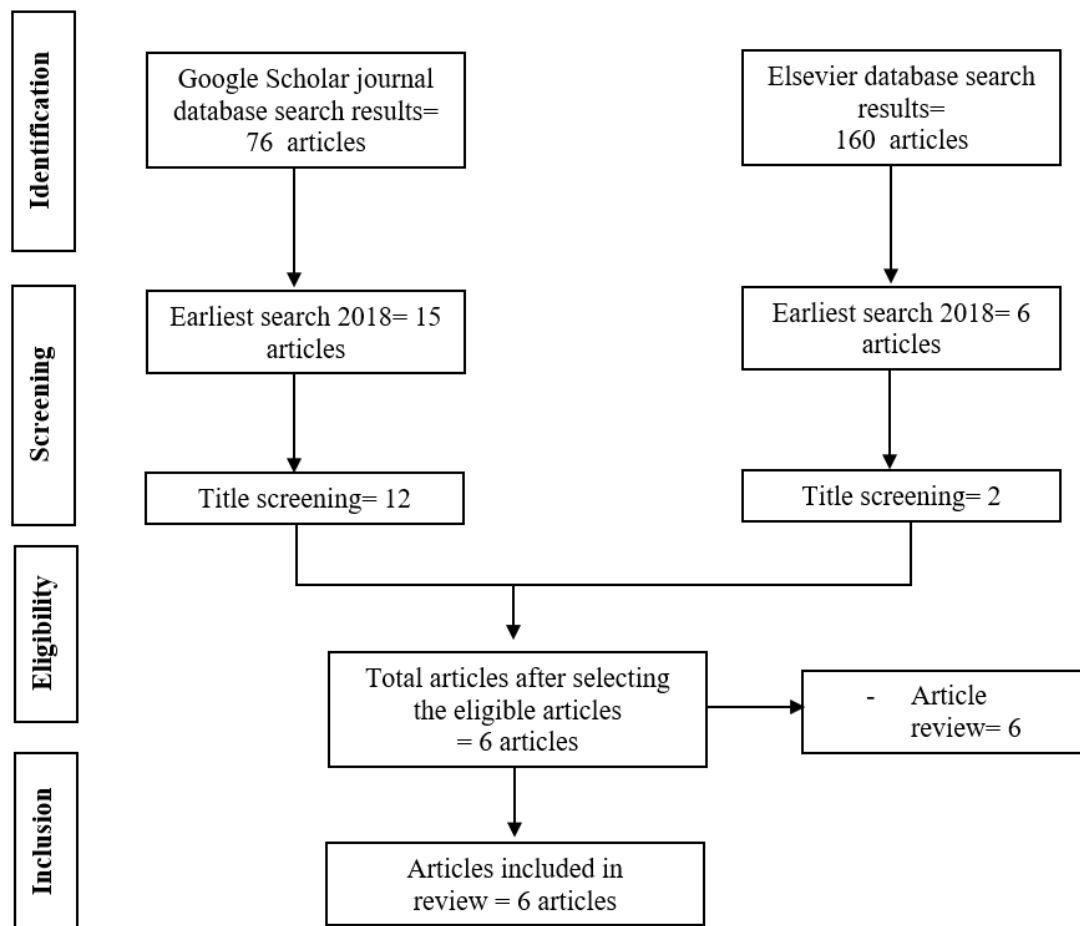 Identification
Google Scholar journal
database search results=
76 articles
Elsevier database search
results=
160 articles
Screening
Earliest search 2018= 15
articles
Earliest search 2018= 6
articles
Title screening= 12
Title screening= 2
Eligibility
Total articles after selecting
the eligible articles
= 6 articles
- Article
review= 6
Inclusion
Articles included in
review = 6 articles